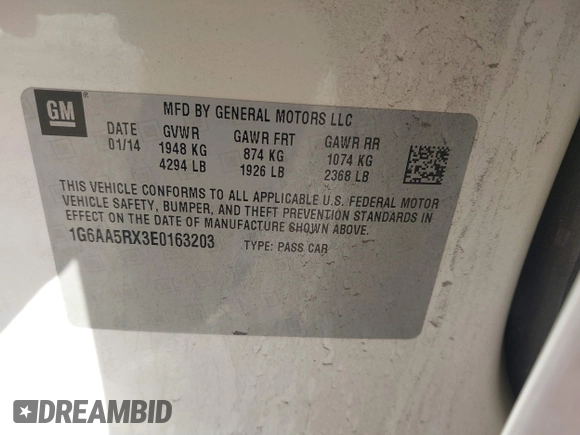 GM
MFD BY GENERAL MOTORS LLC
DATE GVWR GAWR FRT GAWR RR
01/14 1948 KG 874 KG 1074 KG
4294 LB 1926 LB 2368 LB
THIS VEHICLE CONFORMS TO ALL APPLICABLE U.S. FEDERAL MOTOR
VEHICLE SAFETY, BUMPER, AND THEFT PREVENTION STANDARDS IN
EFFECT ON THE DATE OF MANUFACTURE SHOWN ABOVE.
1G6AA5RX3E0163203 TYPE: PASS CAR
DREAMBID